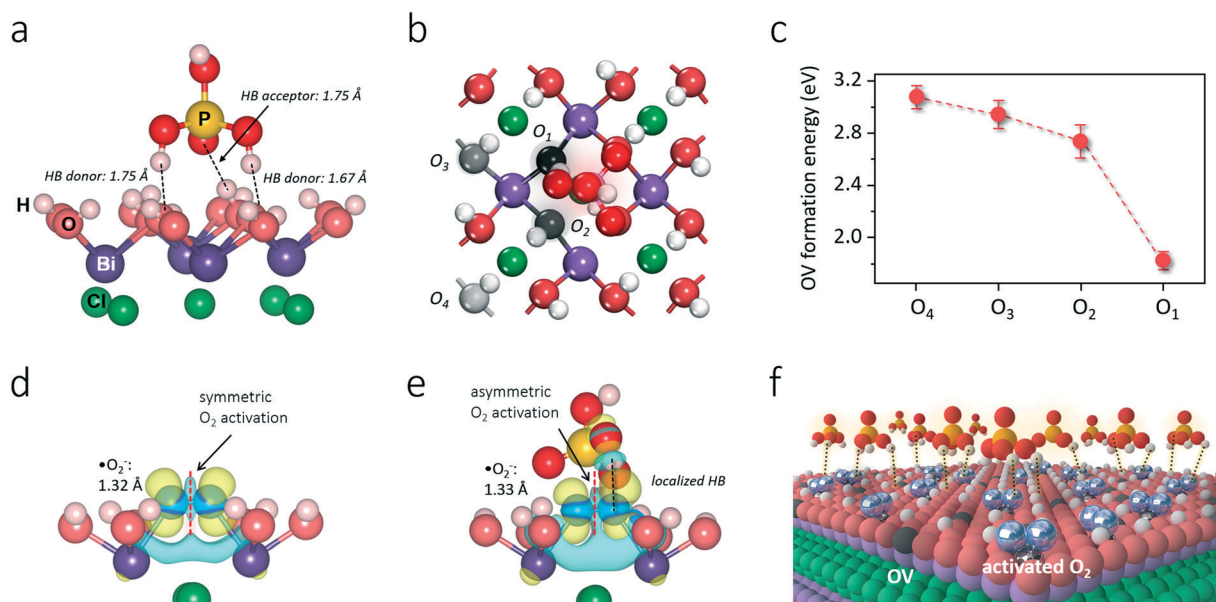 a
P
HB acceptor: 1.75 Å
HB donor: 1.75 Å
HB donor: 1.67 Å
H
O
Bi
Cl
b
O1
O3
O2
O4
c
OV formation energy (eV)
3.2
2.8
2.4
1.8
O4
O3
O2
O1
d
symmetric
O2 activation
•O2⁻:
1.32 Å
e
asymmetric
O2 activation
•O2⁻:
1.33 Å
localized HB
f
OV
activated O2